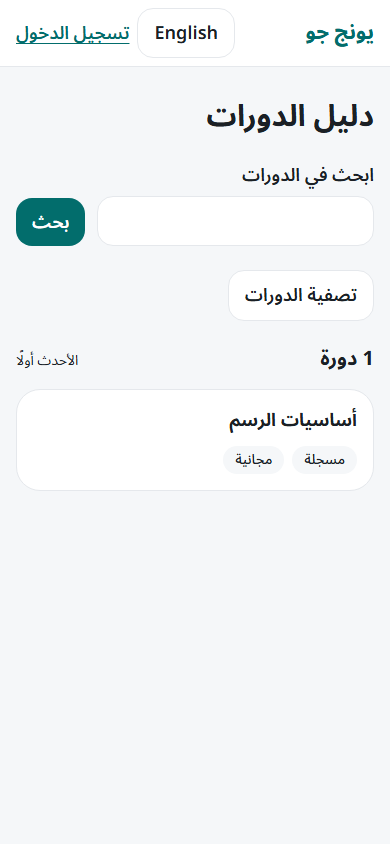 يونج جو
English
تسجيل الدخول
دليل الدورات
ابحث في الدورات
بحث
تصفية الدورات
1 دورة
الأحدث أولًا
أساسيات الرسم
مسجلة
مجانية